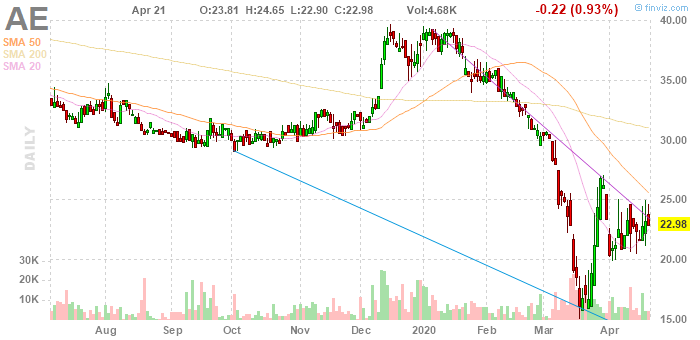 AE
Apr 21 O:23.81 H:24.65 L:22.90 C:22.98 Vol:4.68K -0.22 (0.93%)
© finviz.com
SMA 50
SMA 200
SMA 20
DAILY
40.00
35.00
30.00
25.00
22.98
20.00
15.00
30K
20K
10K
Aug Sep Oct Nov Dec 2020 Feb Mar Apr